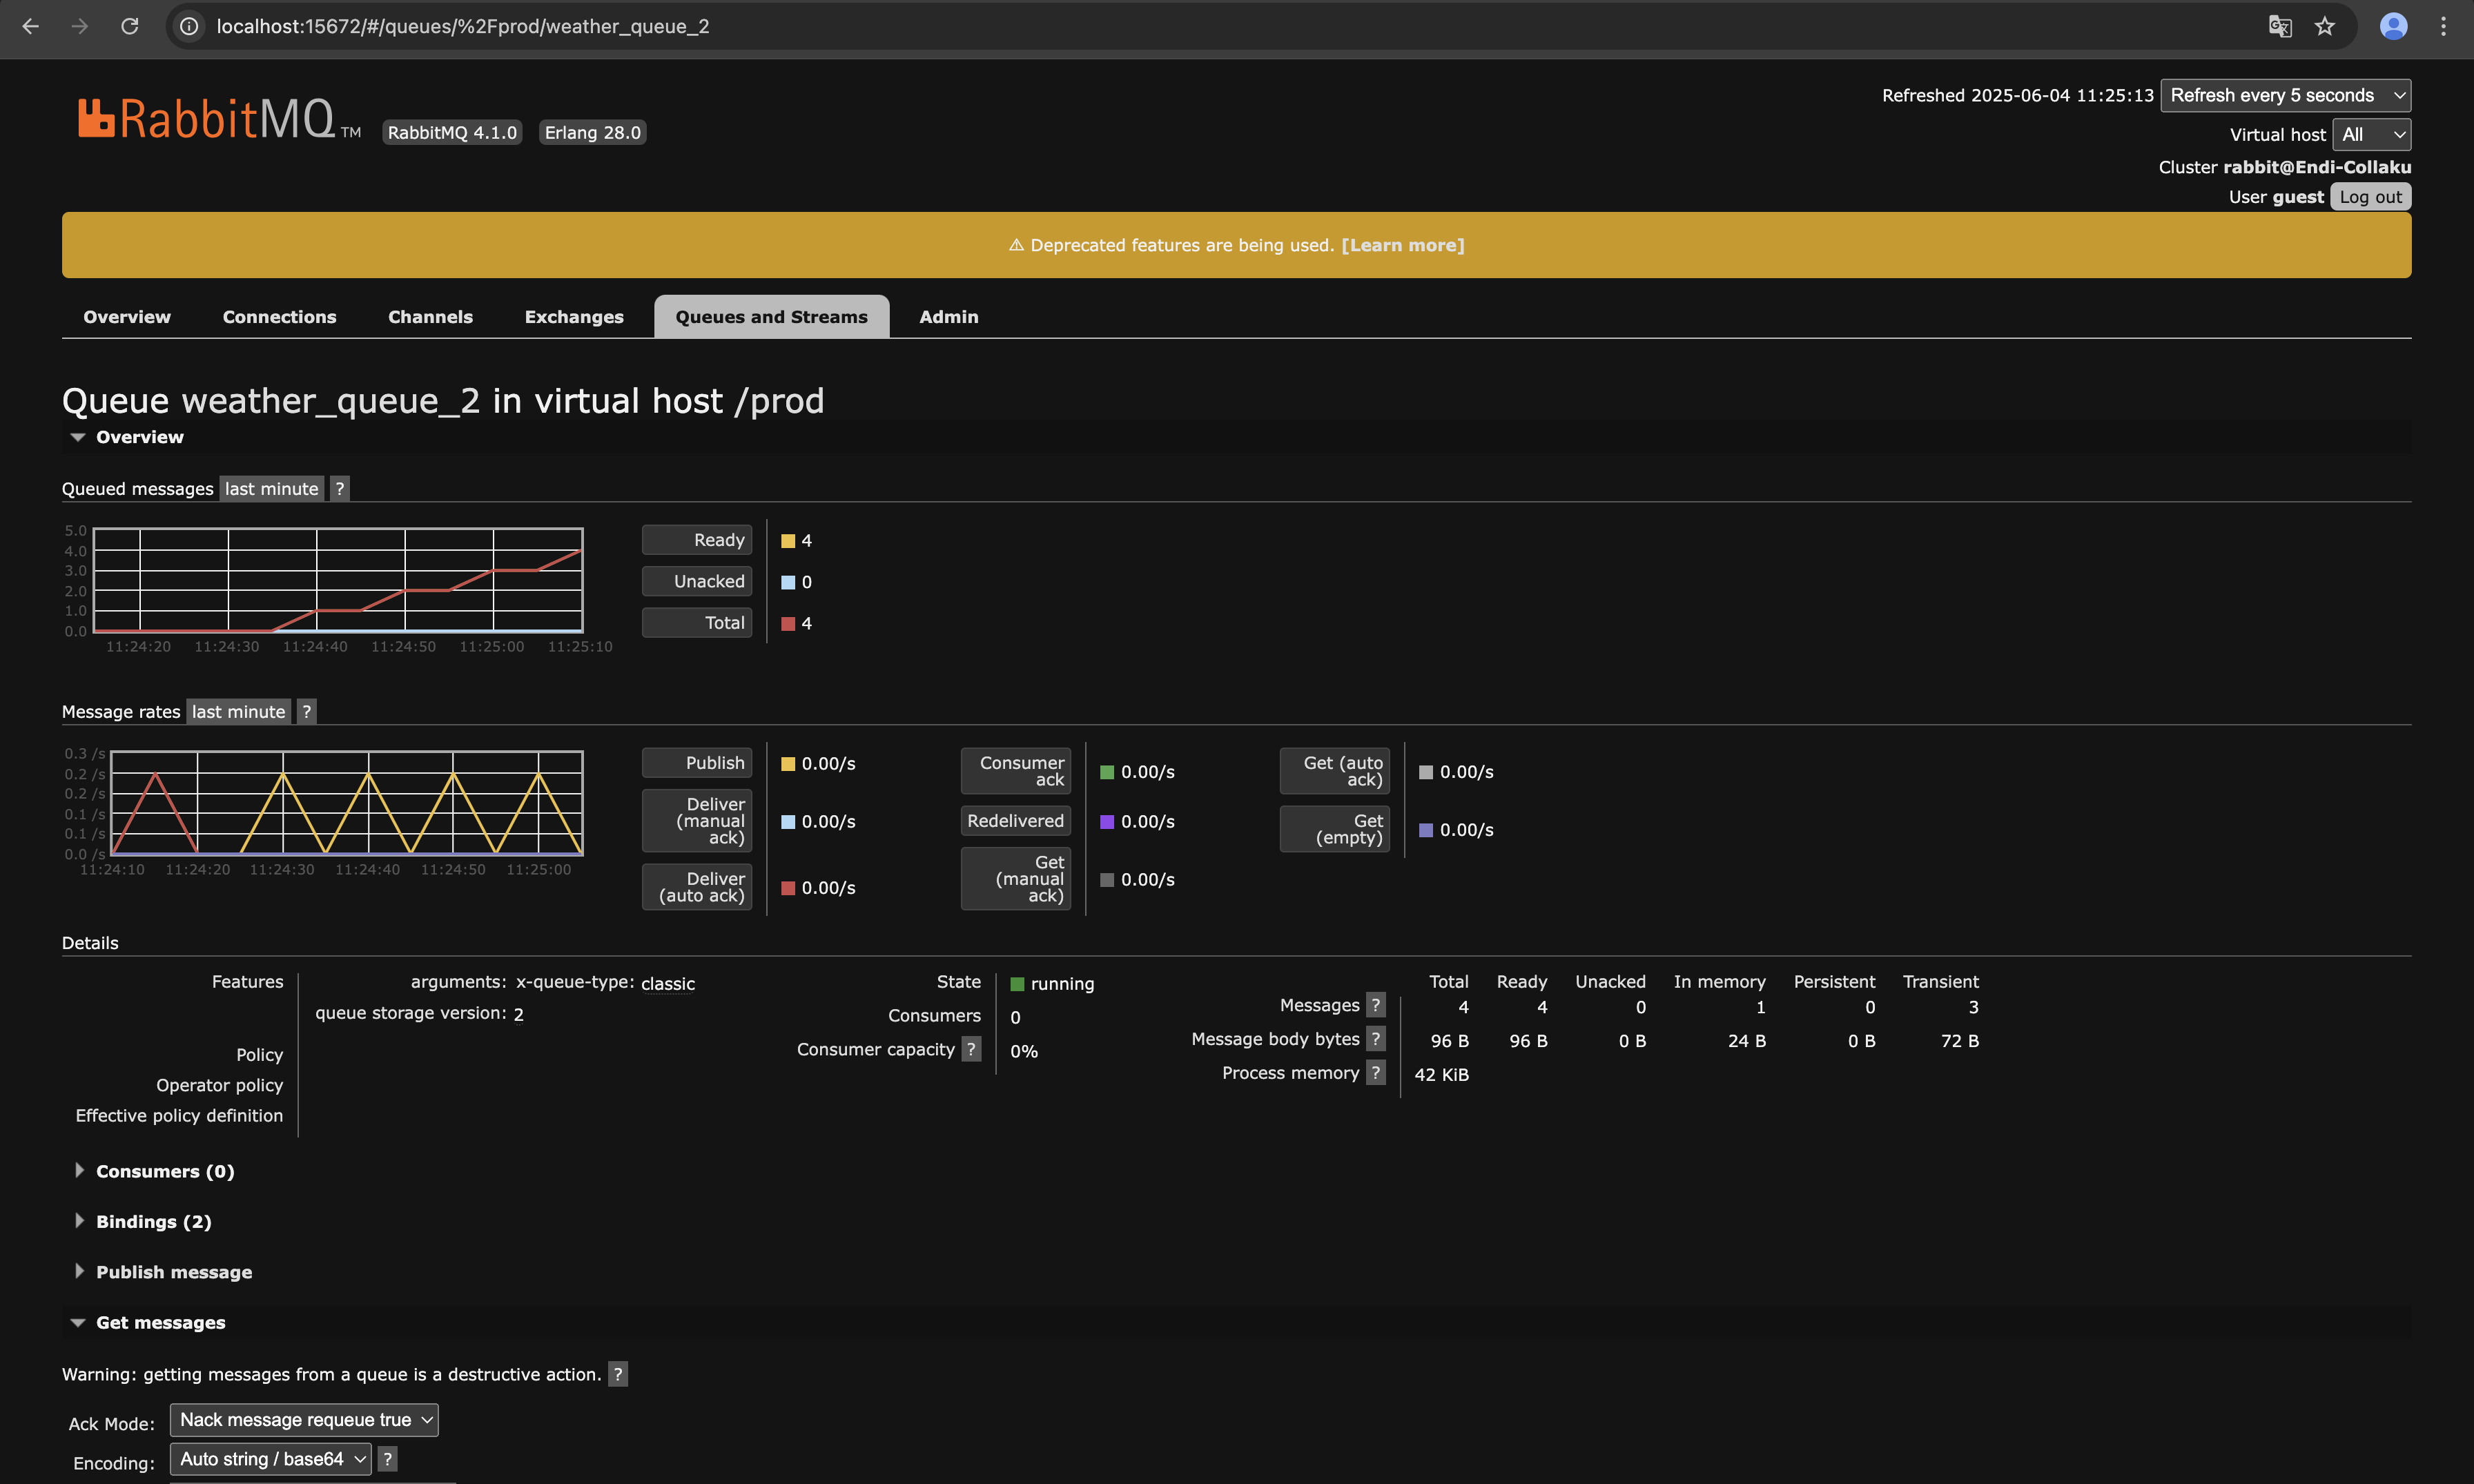 localhost:15672/#/queues/%2Fprod/weather_queue_2
Refreshed 2025-06-04 11:25:13 Refresh every 5 seconds
RabbitMQ TM RabbitMQ 4.1.0 Erlang 28.0
Virtual host All
Cluster rabbit@Endi-Collaku
User guest Log out
⚠ Deprecated features are being used. [Learn more]
Overview Connections Channels Exchanges Queues and Streams Admin
Queue weather_queue_2 in virtual host /prod
Overview
Queued messages last minute ?
5.0
4.0
3.0
2.0
1.0
0.0
11:24:20 11:24:30 11:24:40 11:24:50 11:25:00 11:25:10
Ready 4
Unacked 0
Total 4
Message rates last minute ?
0.3 /s
0.2 /s
0.2 /s
0.1 /s
0.1 /s
0.0 /s
11:24:10 11:24:20 11:24:30 11:24:40 11:24:50 11:25:00
Publish 0.00/s
Deliver
(manual
ack) 0.00/s
Deliver
(auto ack) 0.00/s
Consumer
ack 0.00/s
Redelivered 0.00/s
Get
(manual
ack) 0.00/s
Get (auto
ack) 0.00/s
Get
(empty) 0.00/s
Details
Features arguments: x-queue-type: classic
queue storage version: 2
Policy
Operator policy
Effective policy definition
State running
Consumers 0
Consumer capacity ? 0%
Total Ready Unacked In memory Persistent Transient
Messages ? 4 4 0 1 0 3
Message body bytes ? 96 B 96 B 0 B 24 B 0 B 72 B
Process memory ? 42 KiB
Consumers (0)
Bindings (2)
Publish message
Get messages
Warning: getting messages from a queue is a destructive action. ?
Ack Mode: Nack message requeue true
Encoding: Auto string / base64 ?